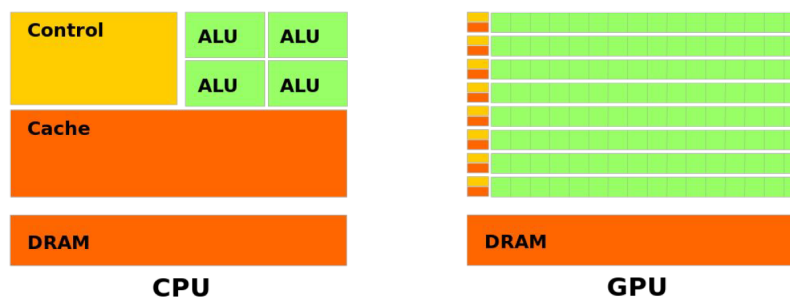 Control
ALU ALU
ALU ALU
Cache
DRAM
CPU
DRAM
GPU